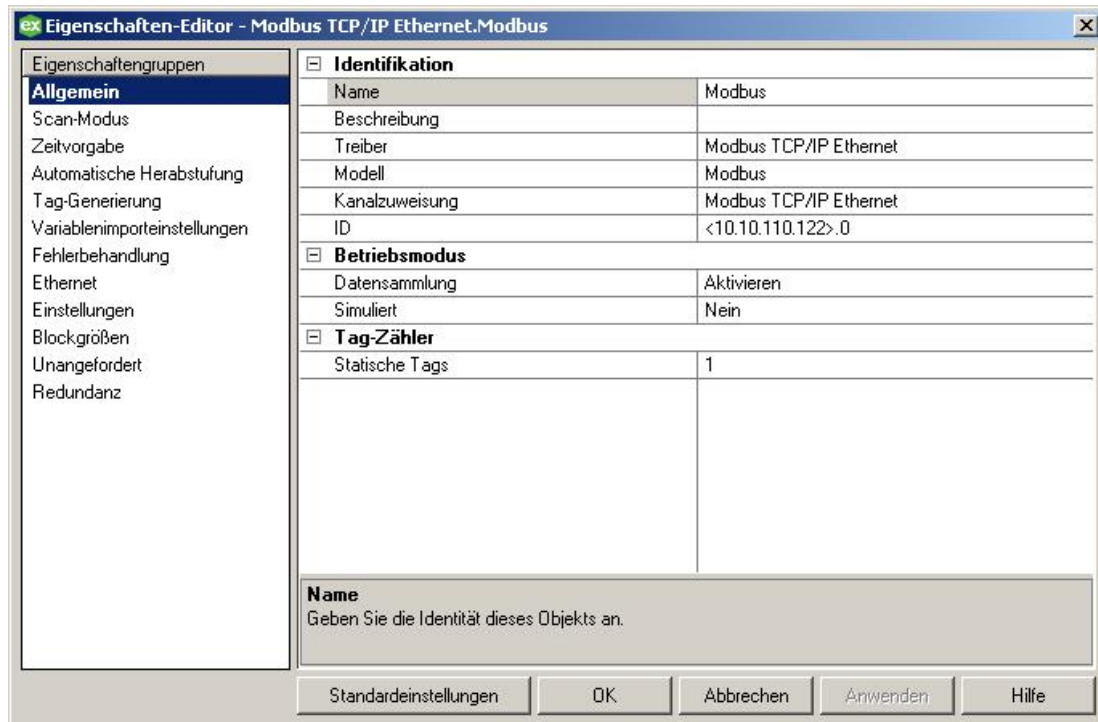 ex Eigenschaften-Editor - Modbus TCP/IP Ethernet.Modbus
Eigenschaftengruppen
Allgemein
Scan-Modus
Zeitvorgabe
Automatische Herabstufung
Tag-Generierung
Variablenimporteinstellungen
Fehlerbehandlung
Ethernet
Einstellungen
Blockgrößen
Unangefordert
Redundanz
Identifikation
Name Modbus
Beschreibung
Treiber Modbus TCP/IP Ethernet
Modell Modbus
Kanalzuweisung Modbus TCP/IP Ethernet
ID <10.10.110.122>.0
Betriebsmodus
Datensammlung Aktivieren
Simuliert Nein
Tag-Zähler
Statische Tags 1
Name
Geben Sie die Identität dieses Objekts an.
Standardeinstellungen OK Abbrechen Anwenden Hilfe